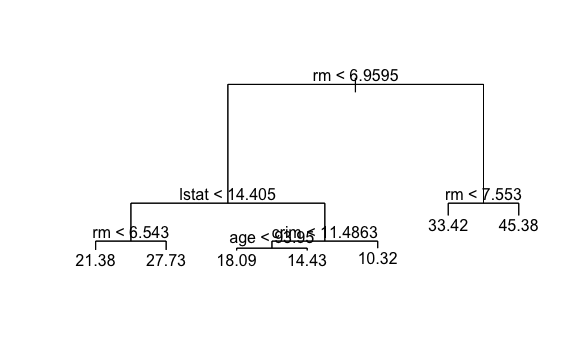 rm < 6.9595
lstat < 14.405
rm < 7.553
rm < 6.543
age < 93.95
crim < 11.4863
33.42
45.38
21.38
27.73
18.09
14.43
10.32